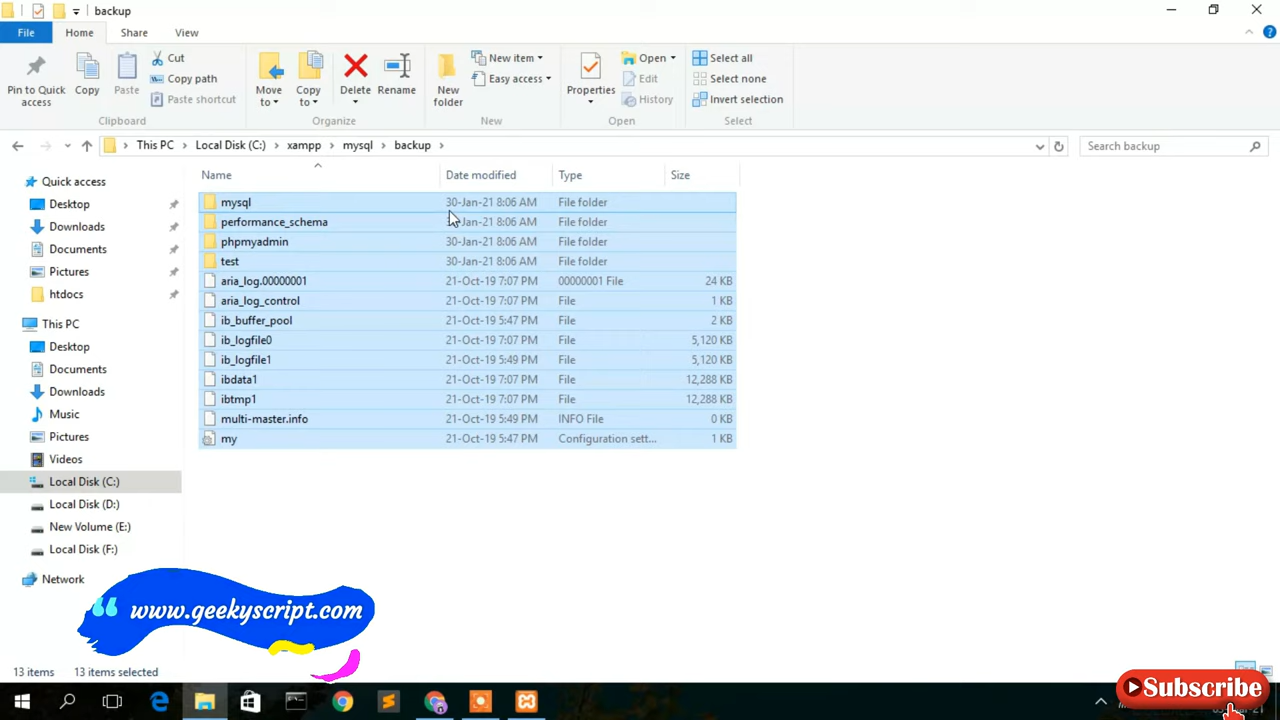 backup
File Home Share View
Pin to Quick access
Copy
Paste
Cut
Copy path
Paste shortcut
Clipboard
Move to
Copy to
Delete
Rename
Organize
New folder
New item
Easy access
New
Properties
Open
Edit
History
Open
Select all
Select none
Invert selection
Select
This PC Local Disk (C:) xampp mysql backup
Search backup
Quick access
Desktop
Downloads
Documents
Pictures
htdocs
This PC
Desktop
Documents
Downloads
Music
Pictures
Videos
Local Disk (C:)
Local Disk (D:)
New Volume (E:)
Local Disk (F:)
Network
Name Date modified Type Size
mysql 30-Jan-21 8:06 AM File folder
performance_schema 30-Jan-21 8:06 AM File folder
phpmyadmin 30-Jan-21 8:06 AM File folder
test 30-Jan-21 8:06 AM File folder
aria_log.00000001 21-Oct-19 7:07 PM 00000001 File 24 KB
aria_log_control 21-Oct-19 7:07 PM File 1 KB
ib_buffer_pool 21-Oct-19 5:47 PM File 2 KB
ib_logfile0 21-Oct-19 7:07 PM File 5,120 KB
ib_logfile1 21-Oct-19 5:49 PM File 5,120 KB
ibdata1 21-Oct-19 7:07 PM File 12,288 KB
ibtmp1 21-Oct-19 7:07 PM File 12,288 KB
multi-master.info 21-Oct-19 5:49 PM INFO File 0 KB
my 21-Oct-19 5:47 PM Configuration sett... 1 KB
www.geekyscript.com
13 items 13 items selected
Subscribe